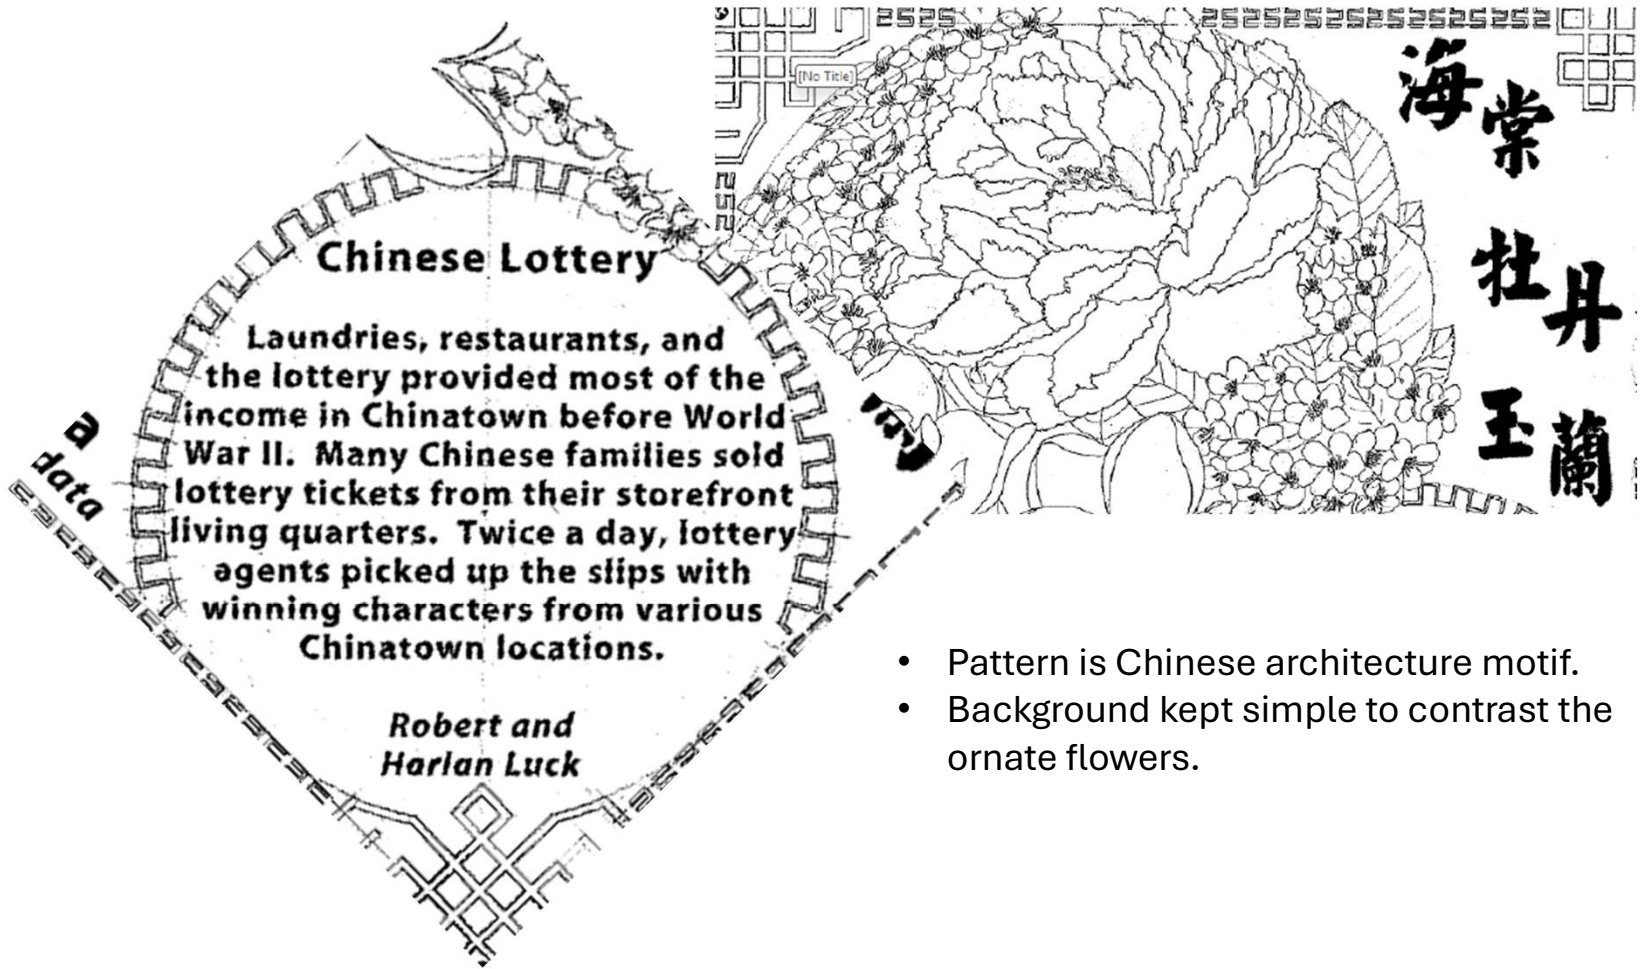 Chinese Lottery
Laundries, restaurants, and
the lottery provided most of the
income in Chinatown before World
War II. Many Chinese families sold
lottery tickets from their storefront
living quarters. Twice a day, lottery
agents picked up the slips with
winning characters from various
Chinatown locations.
Robert and
Harlan Luck
a
data
[No Title]
海棠
牡丹
玉蘭
• Pattern is Chinese architecture motif.
• Background kept simple to contrast the
ornate flowers.